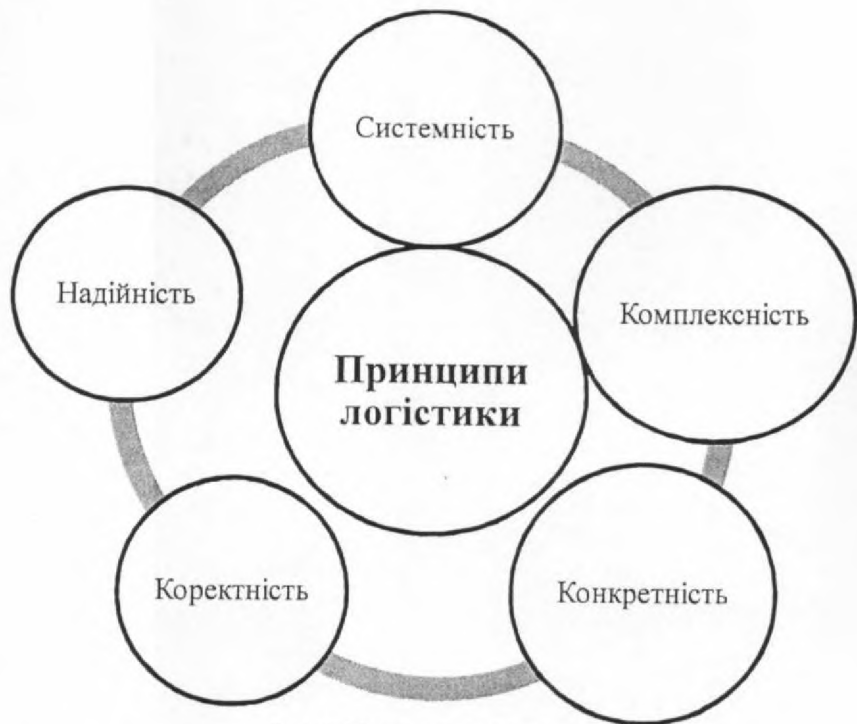 Системність
Комплексність
Конкретність
Коректність
Надійність
Принципи
логістики